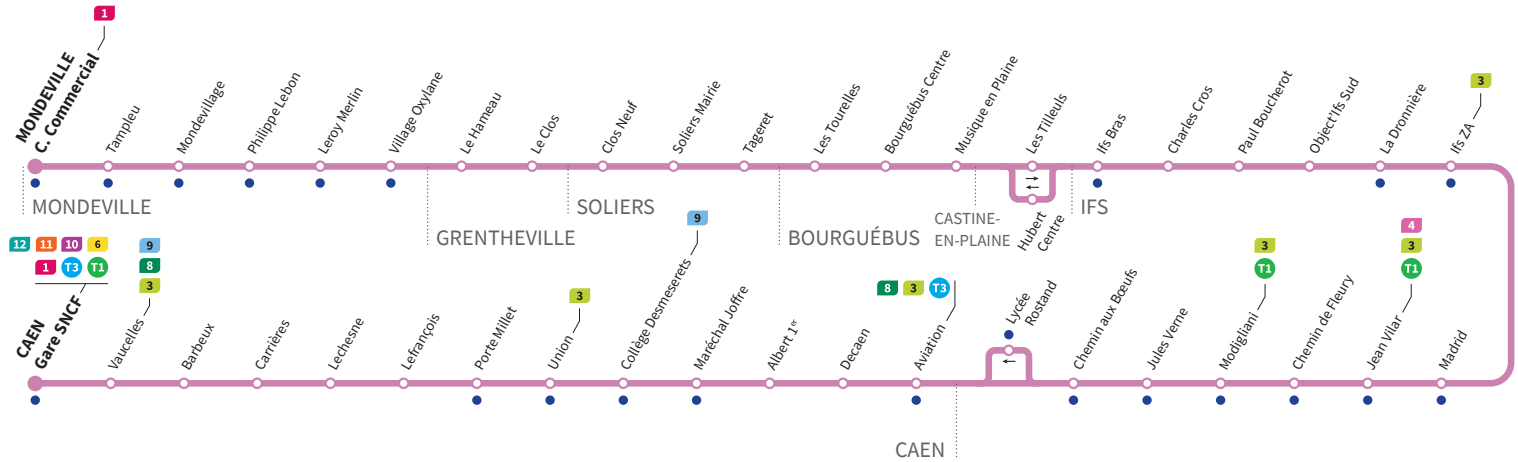 1
MONDEVILLE
C. Commercial
Tampleu
Mondevillage
Philippe Lebon
Leroy Merlin
Village Oxylane
Le Hameau
Le Clos
Clos Neuf
Soliers Mairie
Tageret
Les Tourelles
Bourguébus Centre
Musique en Plaine
Les Tilleuls
Hubert
Centre
Ifs Bras
Charles Cros
Paul Boucherot
Object'Ifs Sud
La Dronnière
Ifs ZA
3
MONDEVILLE
GRENTHEVILLE
SOLIERS
BOURGUÉBUS
CASTINE-
EN-PLAINE
IFS
12 11 10 6
1 T3 T1
CAEN
Gare SNCF
9
8
3
Vaucelles
Barbeux
Carrières
Lechesne
Lefrançois
Porte Millet
3
Union
9
Collège Desmeserets
Maréchal Joffre
Albert 1er
Decaen
8 3 T3
Aviation
Lycée
Rostand
Chemin aux Bœufs
Jules Verne
3
T1
Modigliani
Chemin de Fleury
4
3
T1
Jean Vilar
Madrid
CAEN